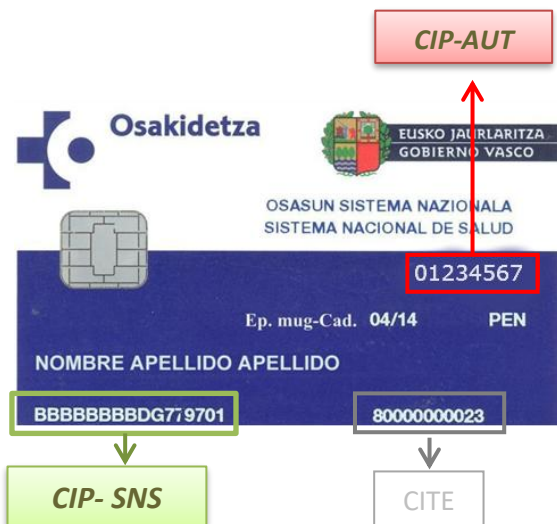 CIP-AUT
Osakidetza
EUSKO JAURLARITZA
GOBIERNO VASCO
OSASUN SISTEMA NAZIONALA
SISTEMA NACIONAL DE SALUD
01234567
Ep. mug-Cad. 04/14 PEN
NOMBRE APELLIDO APELLIDO
BBBBBBBBDG779701 80000000023
CIP- SNS CITE